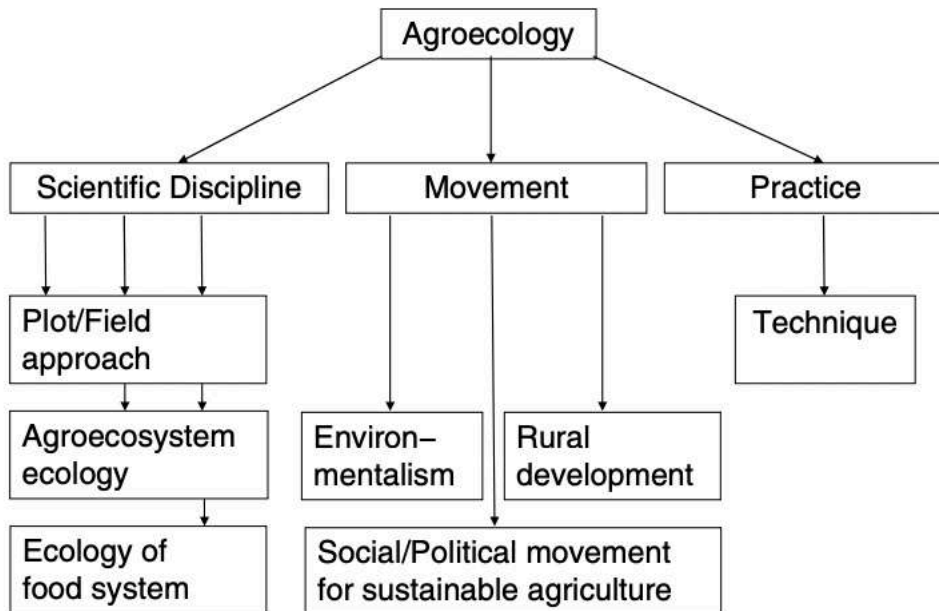 Agroecology
Scientific Discipline
Movement
Practice
Plot/Field
approach
Technique
Agroecosystem
ecology
Environ–
mentalism
Rural
development
Ecology of
food system
Social/Political movement
for sustainable agriculture